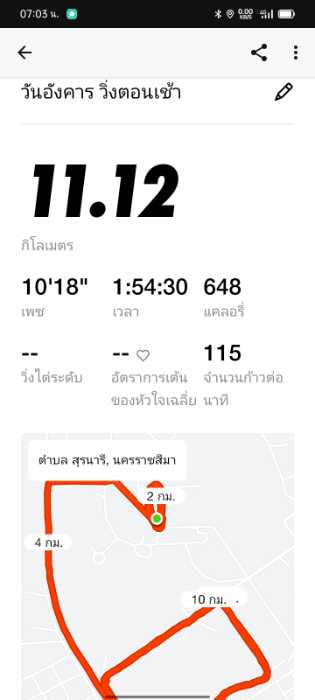 07:03 น.
0.00
KB/S
วันอังคาร วิ่งตอนเช้า
11.12
กิโลเมตร
10'18" 1:54:30 648
เพซ เวลา แคลอรี่
-- -- 115
วิ่งไต่ระดับ อัตราการเต้น จำนวนก้าวต่อ
ของหัวใจเฉลี่ย นาที
ตำบล สุรนารี, นครราชสีมา
2 กม.
4 กม.
10 กม.